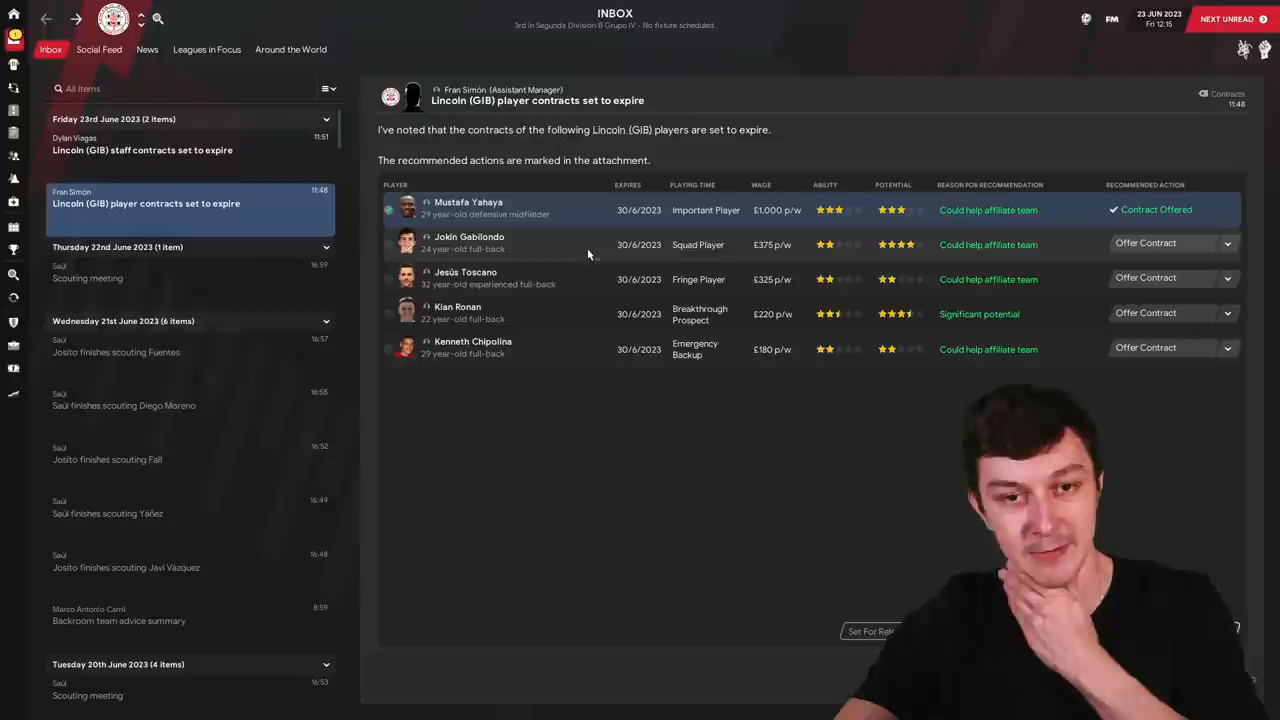 INBOX
3rd in Segunda Division B Grupo IV - No fixture scheduled.
FM
23 JUN 2023
Fri 12:15
NEXT UNREAD
Inbox
Social Feed
News
Leagues in Focus
Around the World
All Items
Friday 23rd June 2023 (2 items)
Dylan Viagas
11:51
Lincoln (GIB) staff contracts set to expire
Fran Simón
11:48
Lincoln (GIB) player contracts set to expire
Thursday 22nd June 2023 (1 item)
Saúl
16:59
Scouting meeting
Wednesday 21st June 2023 (6 items)
Saúl
16:57
Josito finishes scouting Fuentes
Saúl
16:55
Josito finishes scouting Diego Moreno
Saúl
16:52
Josito finishes scouting Fall
Saúl
16:49
Saúl finishes scouting Yáñez
Saúl
16:48
Josito finishes scouting Javi Vázquez
Marco Antonio Carril
8:59
Backroom team advice summary
Tuesday 20th June 2023 (4 items)
Saúl
16:53
Scouting meeting
Fran Simón (Assistant Manager)
Lincoln (GIB) player contracts set to expire
Contracts
11:48
I've noted that the contracts of the following Lincoln (GIB) players are set to expire.
The recommended actions are marked in the attachment.
PLAYER EXPIRES PLAYING TIME WAGE ABILITY POTENTIAL REASON FOR RECOMMENDATION RECOMMENDED ACTION
Mustafa Yahaya
29 year-old defensive midfielder
30/6/2023 Important Player £1,000 p/w Could help affiliate team Contract Offered
Jokin Gabilondo
24 year-old full-back
30/6/2023 Squad Player £375 p/w Could help affiliate team Offer Contract
Jesús Toscano
32 year-old experienced full-back
30/6/2023 Fringe Player £325 p/w Could help affiliate team Offer Contract
Kian Ronan
22 year-old full-back
30/6/2023 Breakthrough Prospect £220 p/w Significant potential Offer Contract
Kenneth Chipolina
29 year-old full-back
30/6/2023 Emergency Backup £180 p/w Could help affiliate team Offer Contract
Set For